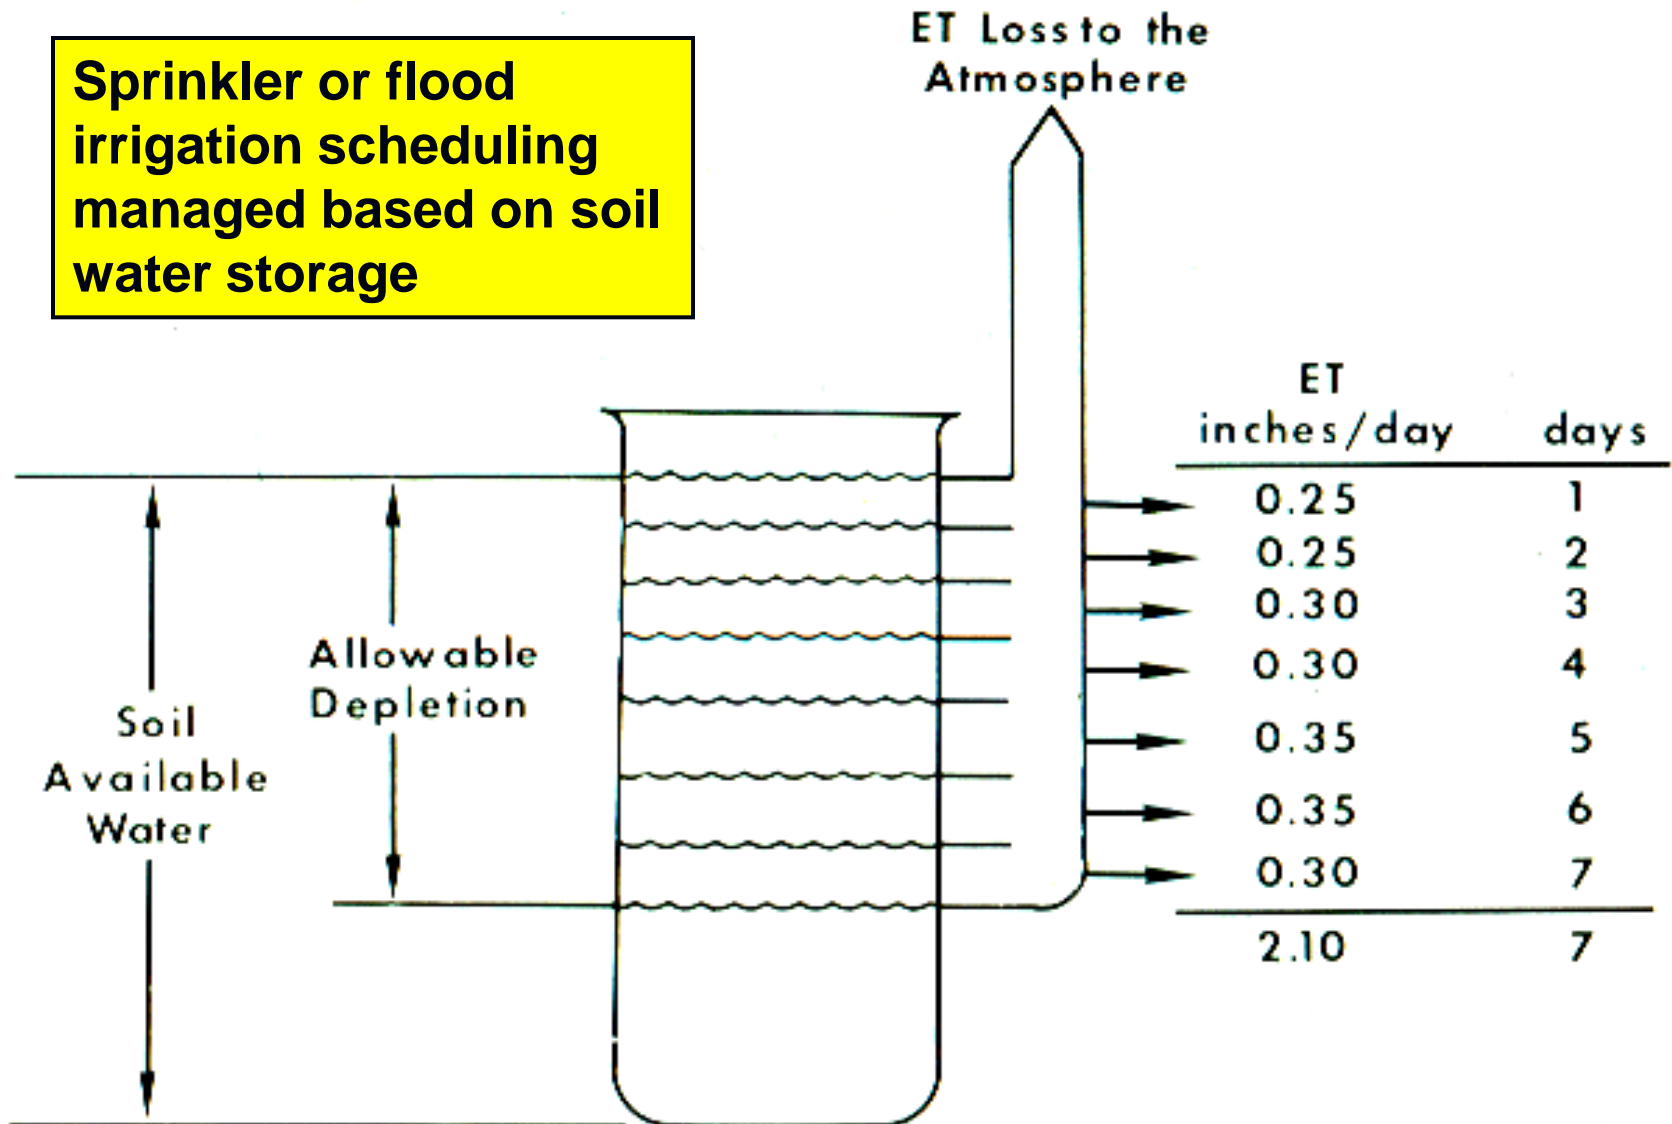 Sprinkler or flood
irrigation scheduling
managed based on soil
water storage
ET Loss to the
Atmosphere
ET
inches/day days
0.25 1
0.25 2
0.30 3
0.30 4
0.35 5
0.35 6
0.30 7
2.10 7
Allowable
Depletion
Soil
Available
Water